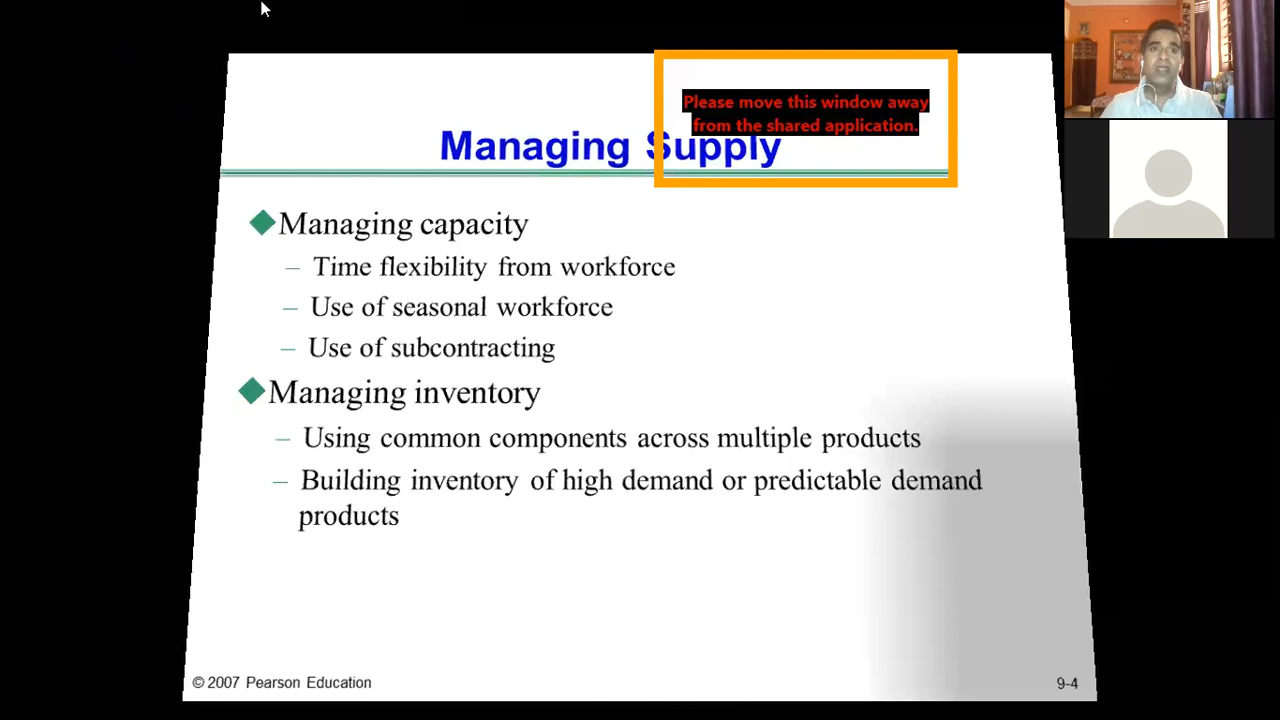 Please move this window away
from the shared application.
Managing Supply
Managing capacity
– Time flexibility from workforce
– Use of seasonal workforce
– Use of subcontracting
Managing inventory
– Using common components across multiple products
– Building inventory of high demand or predictable demand
products
© 2007 Pearson Education
9-4